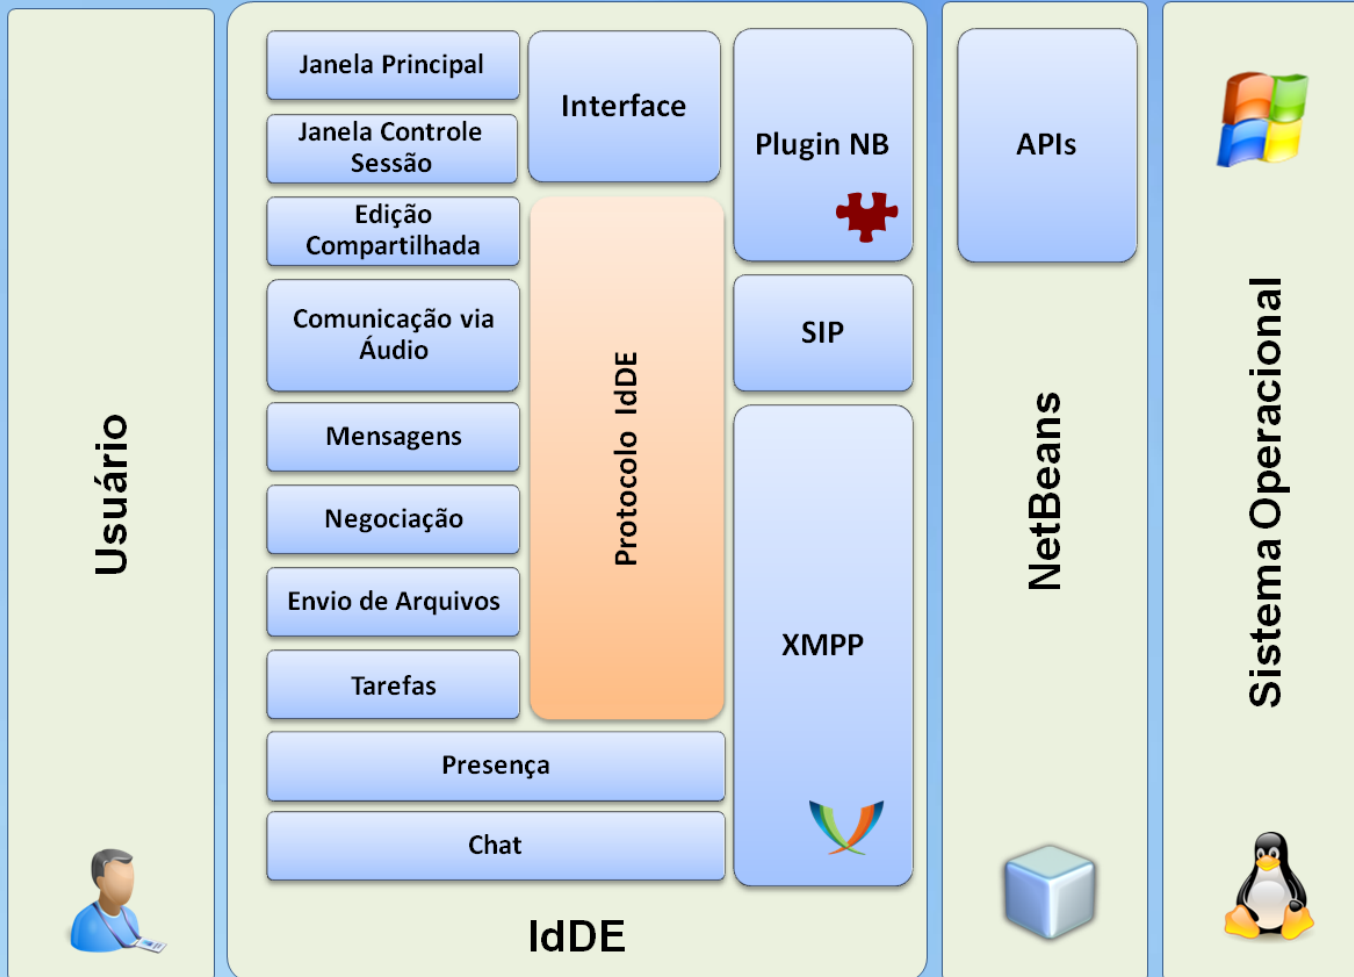 Usuário
Janela Principal
Janela Controle
Sessão
Edição
Compartilhada
Comunicação via
Áudio
Mensagens
Negociação
Envio de Arquivos
Tarefas
Presença
Chat
Interface
Protocolo IdDE
Plugin NB
SIP
XMPP
IdDE
APIs
NetBeans
Sistema Operacional